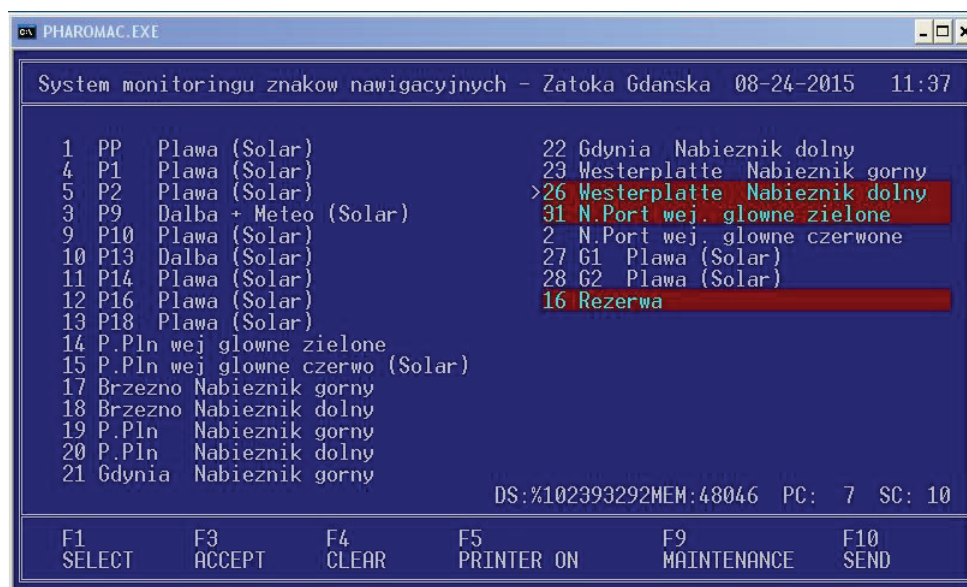 PHAROMAC.EXE
System monitoringu znakow nawigacyjnych - Zatoka Gdanska 08-24-2015 11:37
1 PP Plawa (Solar)
4 P1 Plawa (Solar)
5 P2 Plawa (Solar)
3 P9 Dalba + Meteo (Solar)
9 P10 Plawa (Solar)
10 P13 Dalba (Solar)
11 P14 Plawa (Solar)
12 P16 Plawa (Solar)
13 P18 Plawa (Solar)
14 P.Pln wej glowne zielone
15 P.Pln wej glowne czerwo (Solar)
17 Brzezno Nabieznik gorny
18 Brzezno Nabieznik dolny
19 P.Pln Nabieznik gorny
20 P.Pln Nabieznik dolny
21 Gdynia Nabieznik gorny
22 Gdynia Nabieznik dolny
23 Westerplatte Nabieznik gorny
>26 Westerplatte Nabieznik dolny
31 N.Port wej. glowne zielone
2 N.Port wej. glowne czerwone
27 G1 Plawa (Solar)
28 G2 Plawa (Solar)
16 Rezerwa
DS:%102393292MEM:48046 PC: 7 SC: 10
F1 F3 F4 F5 F9 F10
SELECT ACCEPT CLEAR PRINTER ON MAINTENANCE SEND